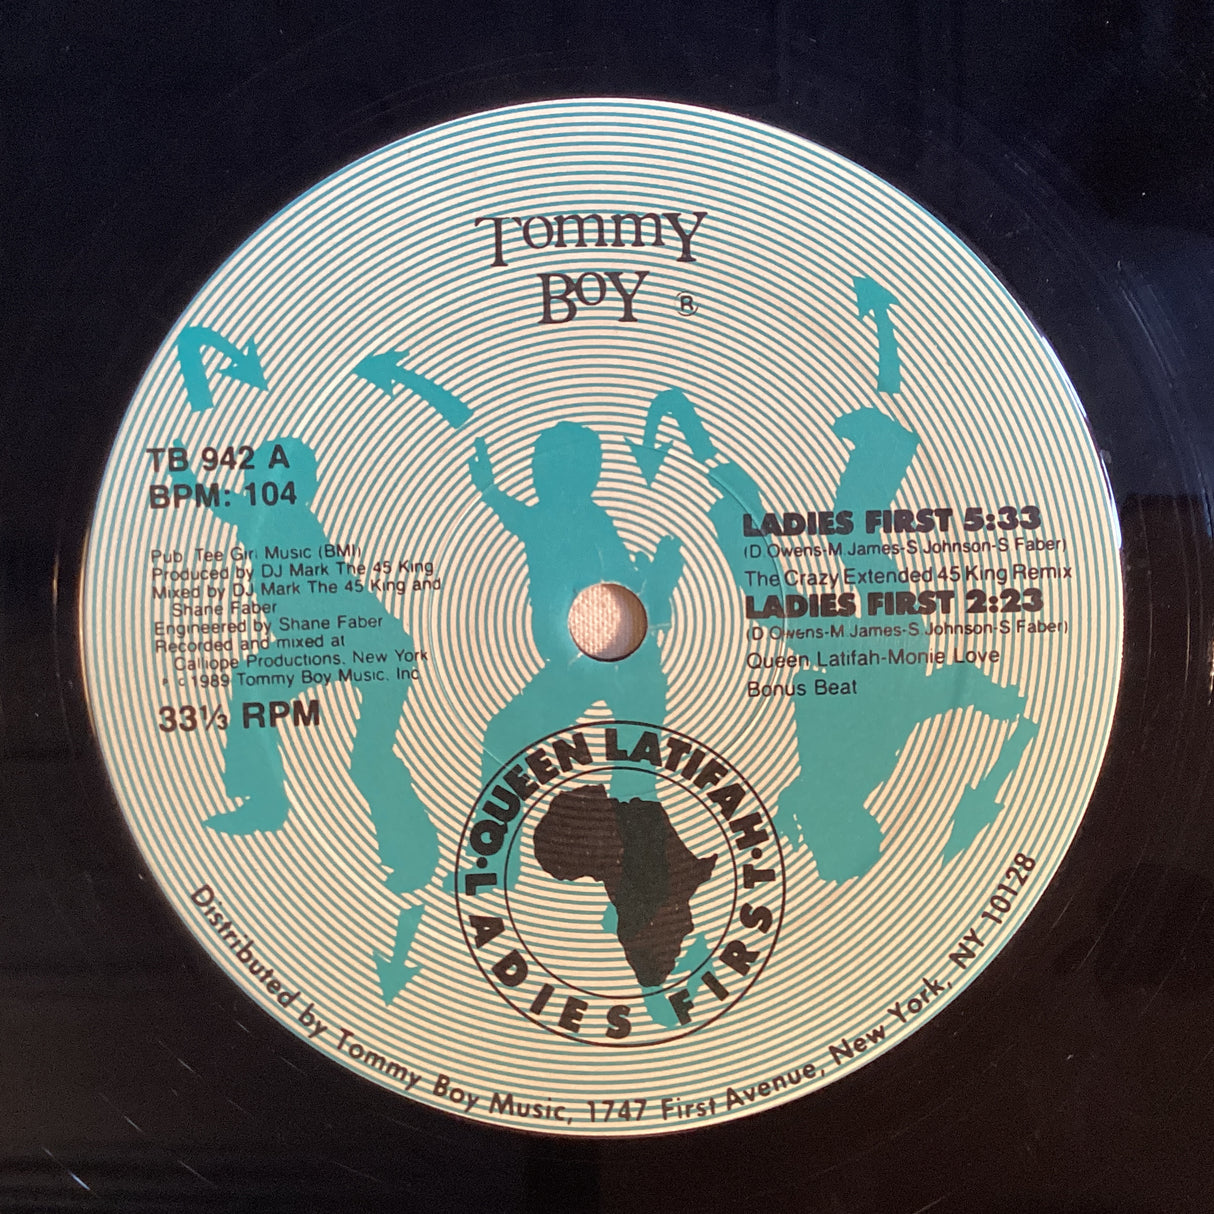 Tommy
Boy ®
TB 942 A
BPM: 104
Pub. Tee Girl Music (BMI)
Produced by DJ Mark The 45 King
Mixed by DJ Mark The 45 King and
Shane Faber
Engineered by Shane Faber
Recorded and mixed at
Calliope Productions, New York
P C 1989 Tommy Boy Music, Inc
33⅓ RPM
LADIES FIRST 5:33
(D Owens-M James-S Johnson-S Faber)
The Crazy Extended 45 King Remix
LADIES FIRST 2:23
(D Owens-M James-S Johnson-S Faber)
Queen Latifah-Monie Love
Bonus Beat
·QUEEN LATIFAH·
LADIES FIRST
Distributed by Tommy Boy Music, 1747 First Avenue, New York, NY 10128